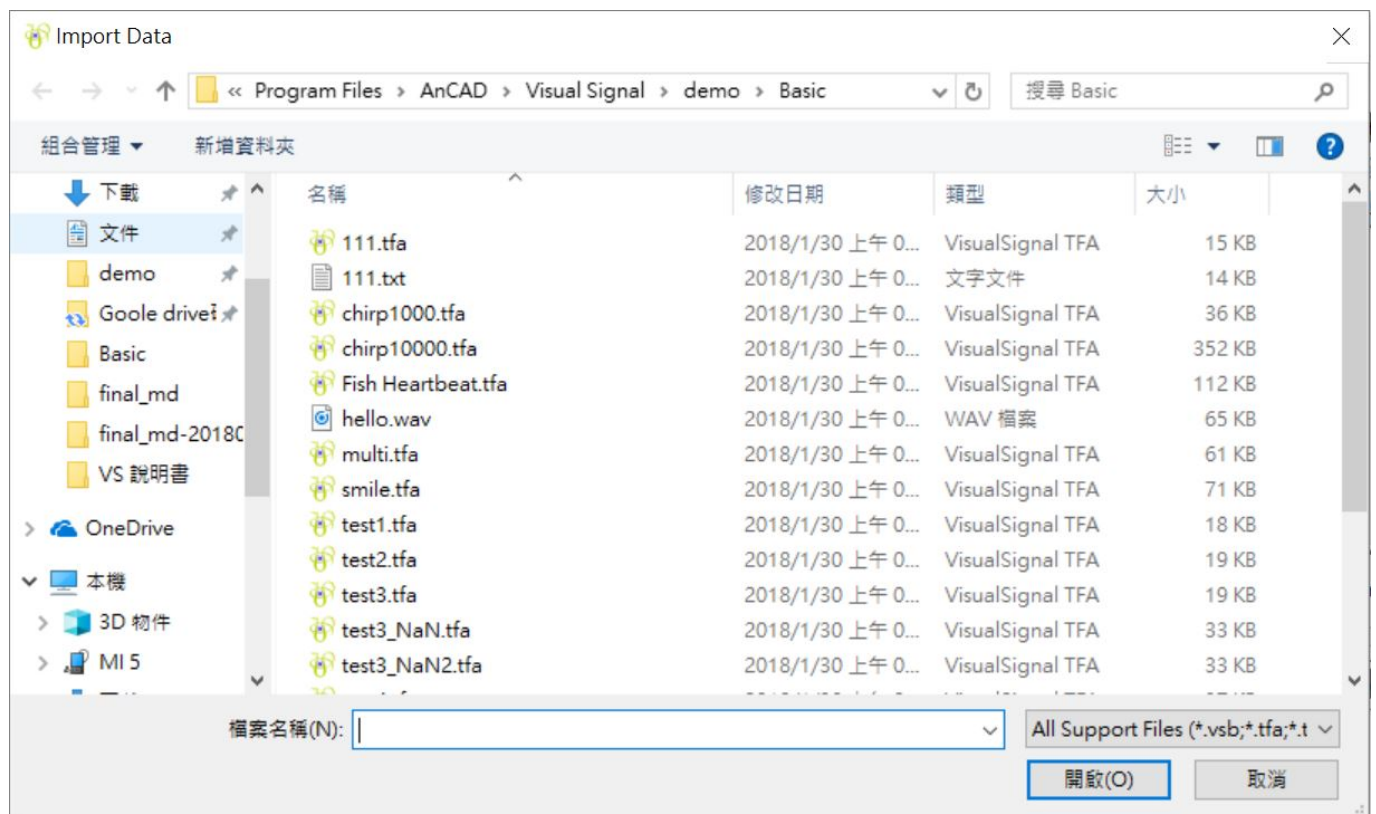 Import Data
« Program Files › AnCAD › Visual Signal › demo › Basic
搜尋 Basic
組合管理 新增資料夾
下載
文件
demo
Goole drive
Basic
final_md
final_md-2018
VS 說明書
OneDrive
本機
3D 物件
MI 5
名稱 修改日期 類型 大小
111.tfa 2018/1/30 上午 0... VisualSignal TFA 15 KB
111.txt 2018/1/30 上午 0... 文字文件 14 KB
chirp1000.tfa 2018/1/30 上午 0... VisualSignal TFA 36 KB
chirp10000.tfa 2018/1/30 上午 0... VisualSignal TFA 352 KB
Fish Heartbeat.tfa 2018/1/30 上午 0... VisualSignal TFA 112 KB
hello.wav 2018/1/30 上午 0... WAV 檔案 65 KB
multi.tfa 2018/1/30 上午 0... VisualSignal TFA 61 KB
smile.tfa 2018/1/30 上午 0... VisualSignal TFA 71 KB
test1.tfa 2018/1/30 上午 0... VisualSignal TFA 18 KB
test2.tfa 2018/1/30 上午 0... VisualSignal TFA 19 KB
test3.tfa 2018/1/30 上午 0... VisualSignal TFA 19 KB
test3_NaN.tfa 2018/1/30 上午 0... VisualSignal TFA 33 KB
test3_NaN2.tfa 2018/1/30 上午 0... VisualSignal TFA 33 KB
檔案名稱(N):
All Support Files (*.vsb;*.tfa;*.t
開啟(O) 取消